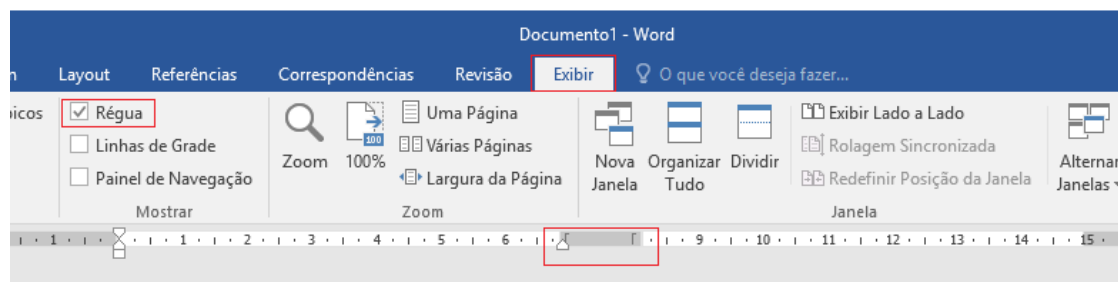 Documento1 - Word
Layout Referências Correspondências Revisão Exibir O que você deseja fazer...
icos Régua
Linhas de Grade
Painel de Navegação
Mostrar
Zoom
100
100%
Uma Página
Várias Páginas
Largura da Página
Zoom
Nova Janela
Organizar Tudo
Dividir
Exibir Lado a Lado
Rolagem Sincronizada
Redefinir Posição da Janela
Janela
Alternar
Janelas
1 1 2 3 4 5 6 9 10 11 12 13 14 15